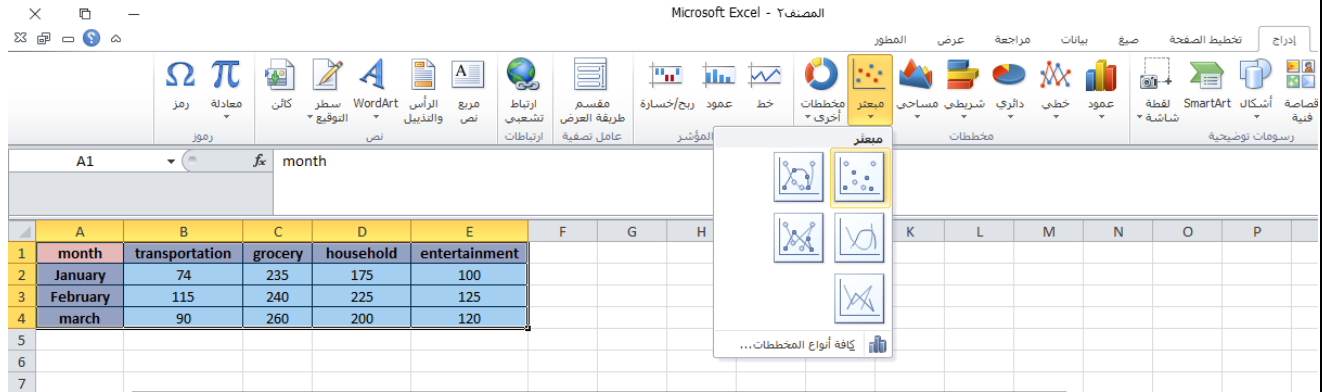 المصنف٢ - Microsoft Excel
إدراج تخطيط الصفحة صيغ بيانات مراجعة عرض المطور
قصاصة فنية أشكال SmartArt لقطة شاشة عمود خطي دائري شريطي مساحي مبعثر مخططات أخرى خط عمود ربح/خسارة مقسم طريقة العرض ارتباط تشعبي مربع نص الرأس والتذييل WordArt سطر التوقيع كائن معادلة رمز
رسومات توضيحية مخططات المؤشر عامل تصفية ارتباطات نص رموز
A1 fx month
مبعثر
كافة أنواع المخططات...
A B C D E F G H K L M N O P
1 month transportation grocery household entertainment
2 January 74 235 175 100
3 February 115 240 225 125
4 march 90 260 200 120
5
6
7